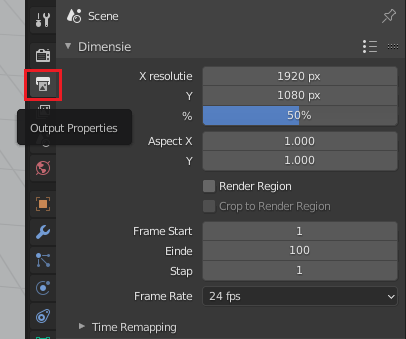 Scene
Dimensie
X resolutie 1920 px
Y 1080 px
% 50%
Output Properties
Aspect X 1.000
Y 1.000
Render Region
Crop to Render Region
Frame Start 1
Einde 100
Stap 1
Frame Rate 24 fps
Time Remapping